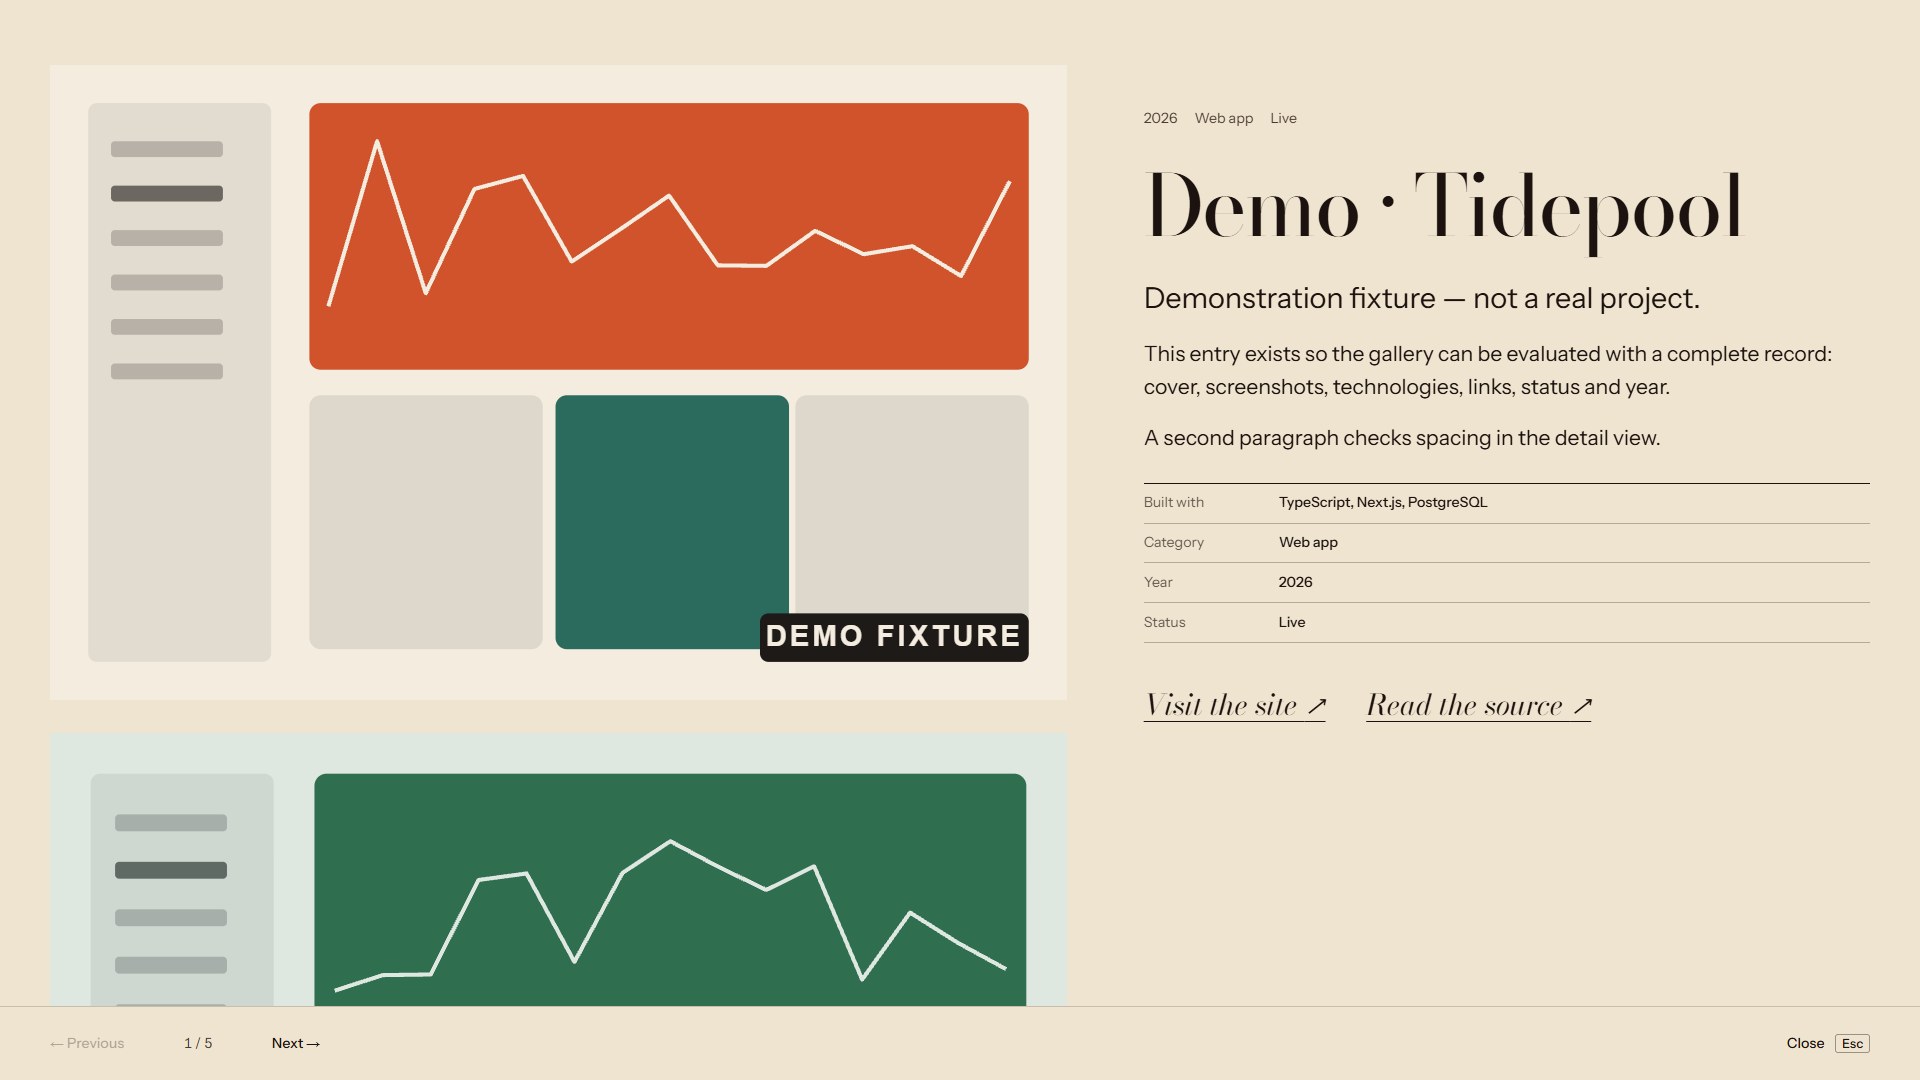 DEMO FIXTURE
2026 Web app Live
Demo · Tidepool
Demonstration fixture — not a real project.
This entry exists so the gallery can be evaluated with a complete record:
cover, screenshots, technologies, links, status and year.
A second paragraph checks spacing in the detail view.
Built with TypeScript, Next.js, PostgreSQL
Category Web app
Year 2026
Status Live
Visit the site ↗ Read the source ↗
← Previous 1 / 5 Next → Close Esc